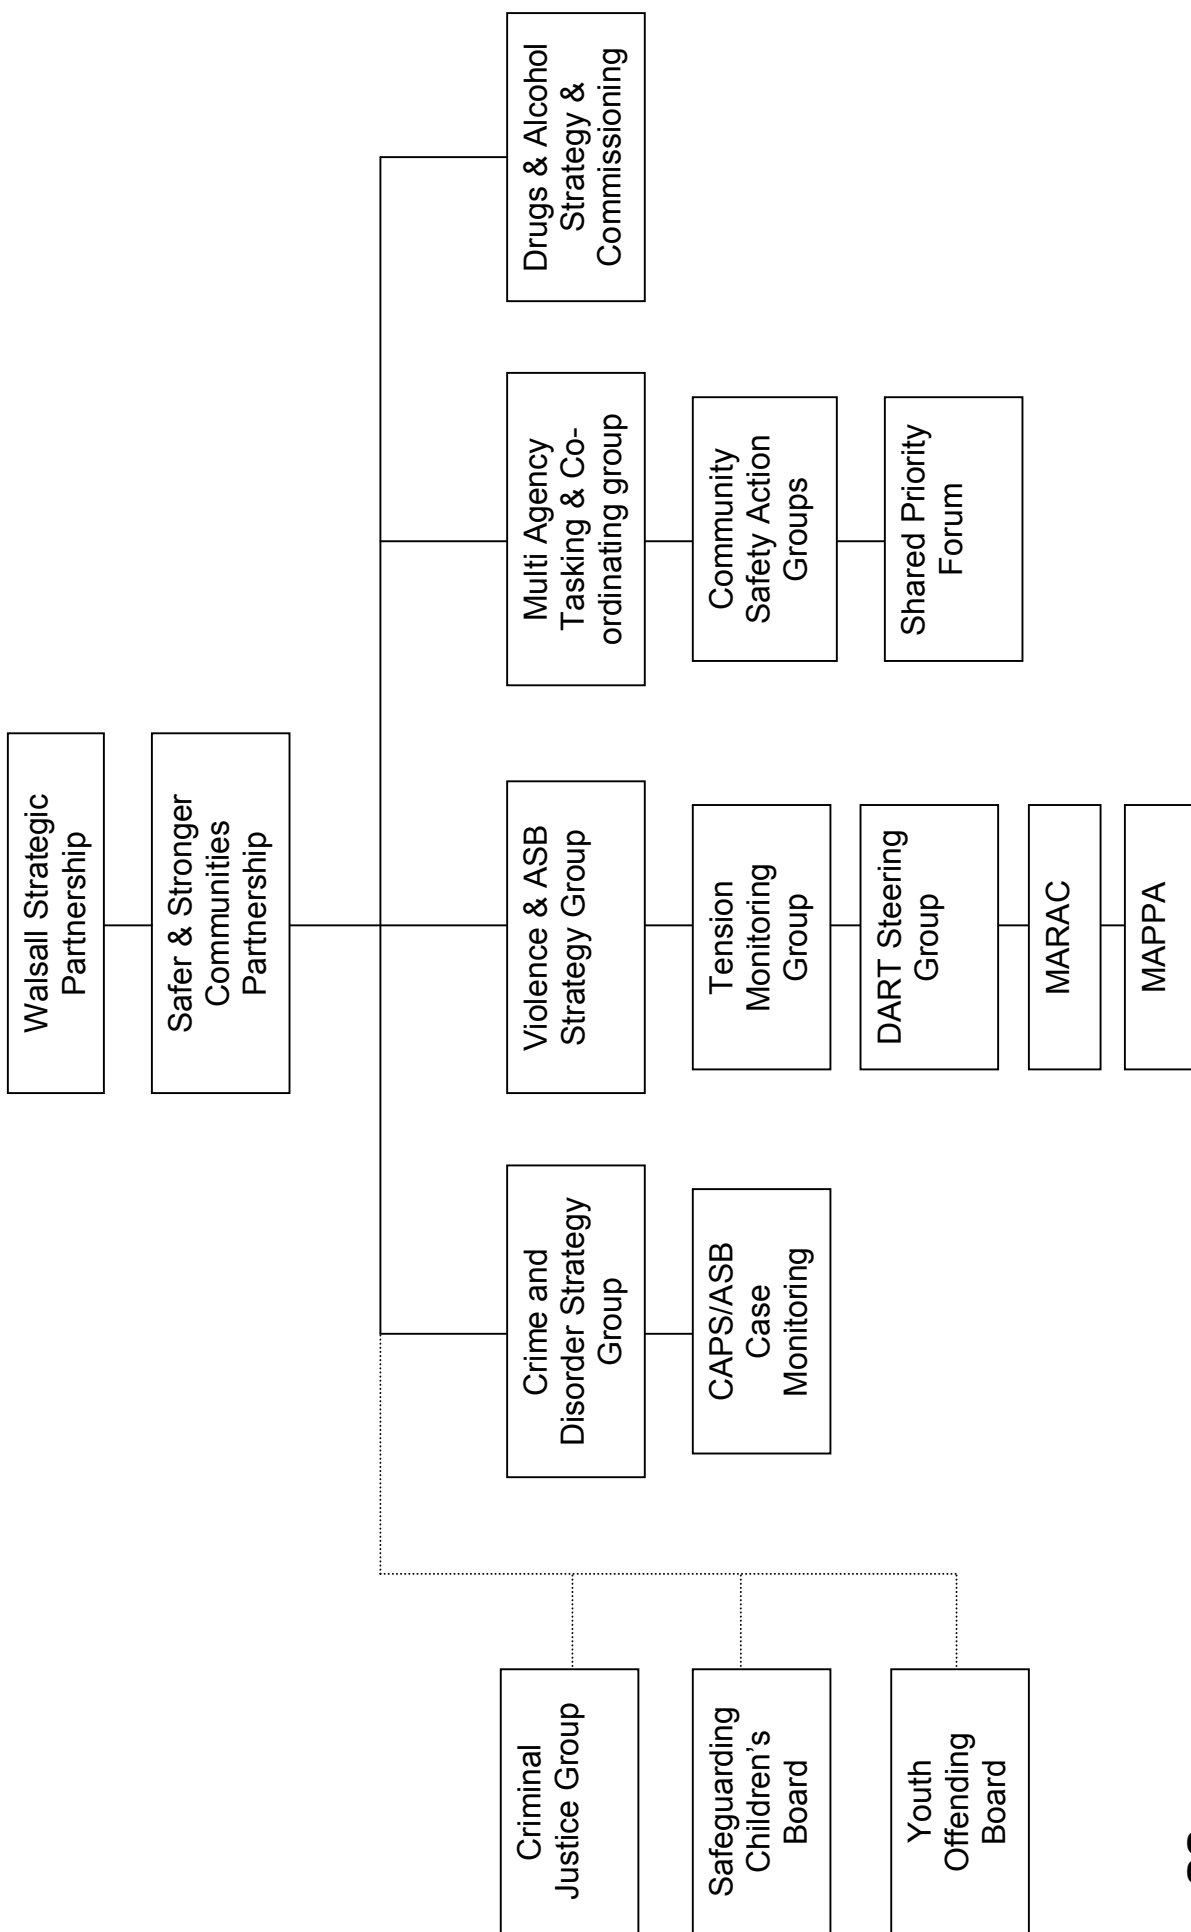 Walsall Strategic
Partnership
Safer & Stronger
Communities
Partnership
Criminal
Justice Group
Safeguarding
Children’s
Board
Youth
Offending
Board
Crime and
Disorder Strategy
Group
CAPS/ASB
Case
Monitoring
Violence & ASB
Strategy Group
Tension
Monitoring
Group
DART Steering
Group
MARAC
MAPPA
Multi Agency
Tasking & Co-
ordinating group
Community
Safety Action
Groups
Shared Priority
Forum
Drugs & Alcohol
Strategy &
Commissioning